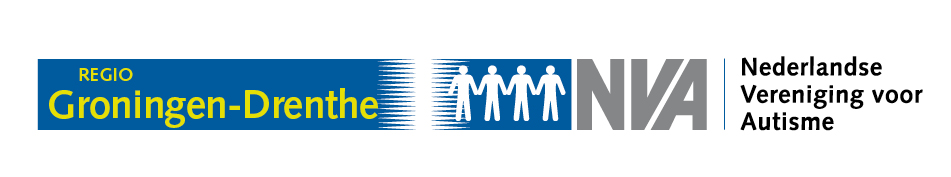 REGIO
Groningen-Drenthe
NVA
Nederlandse
Vereniging voor
Autisme